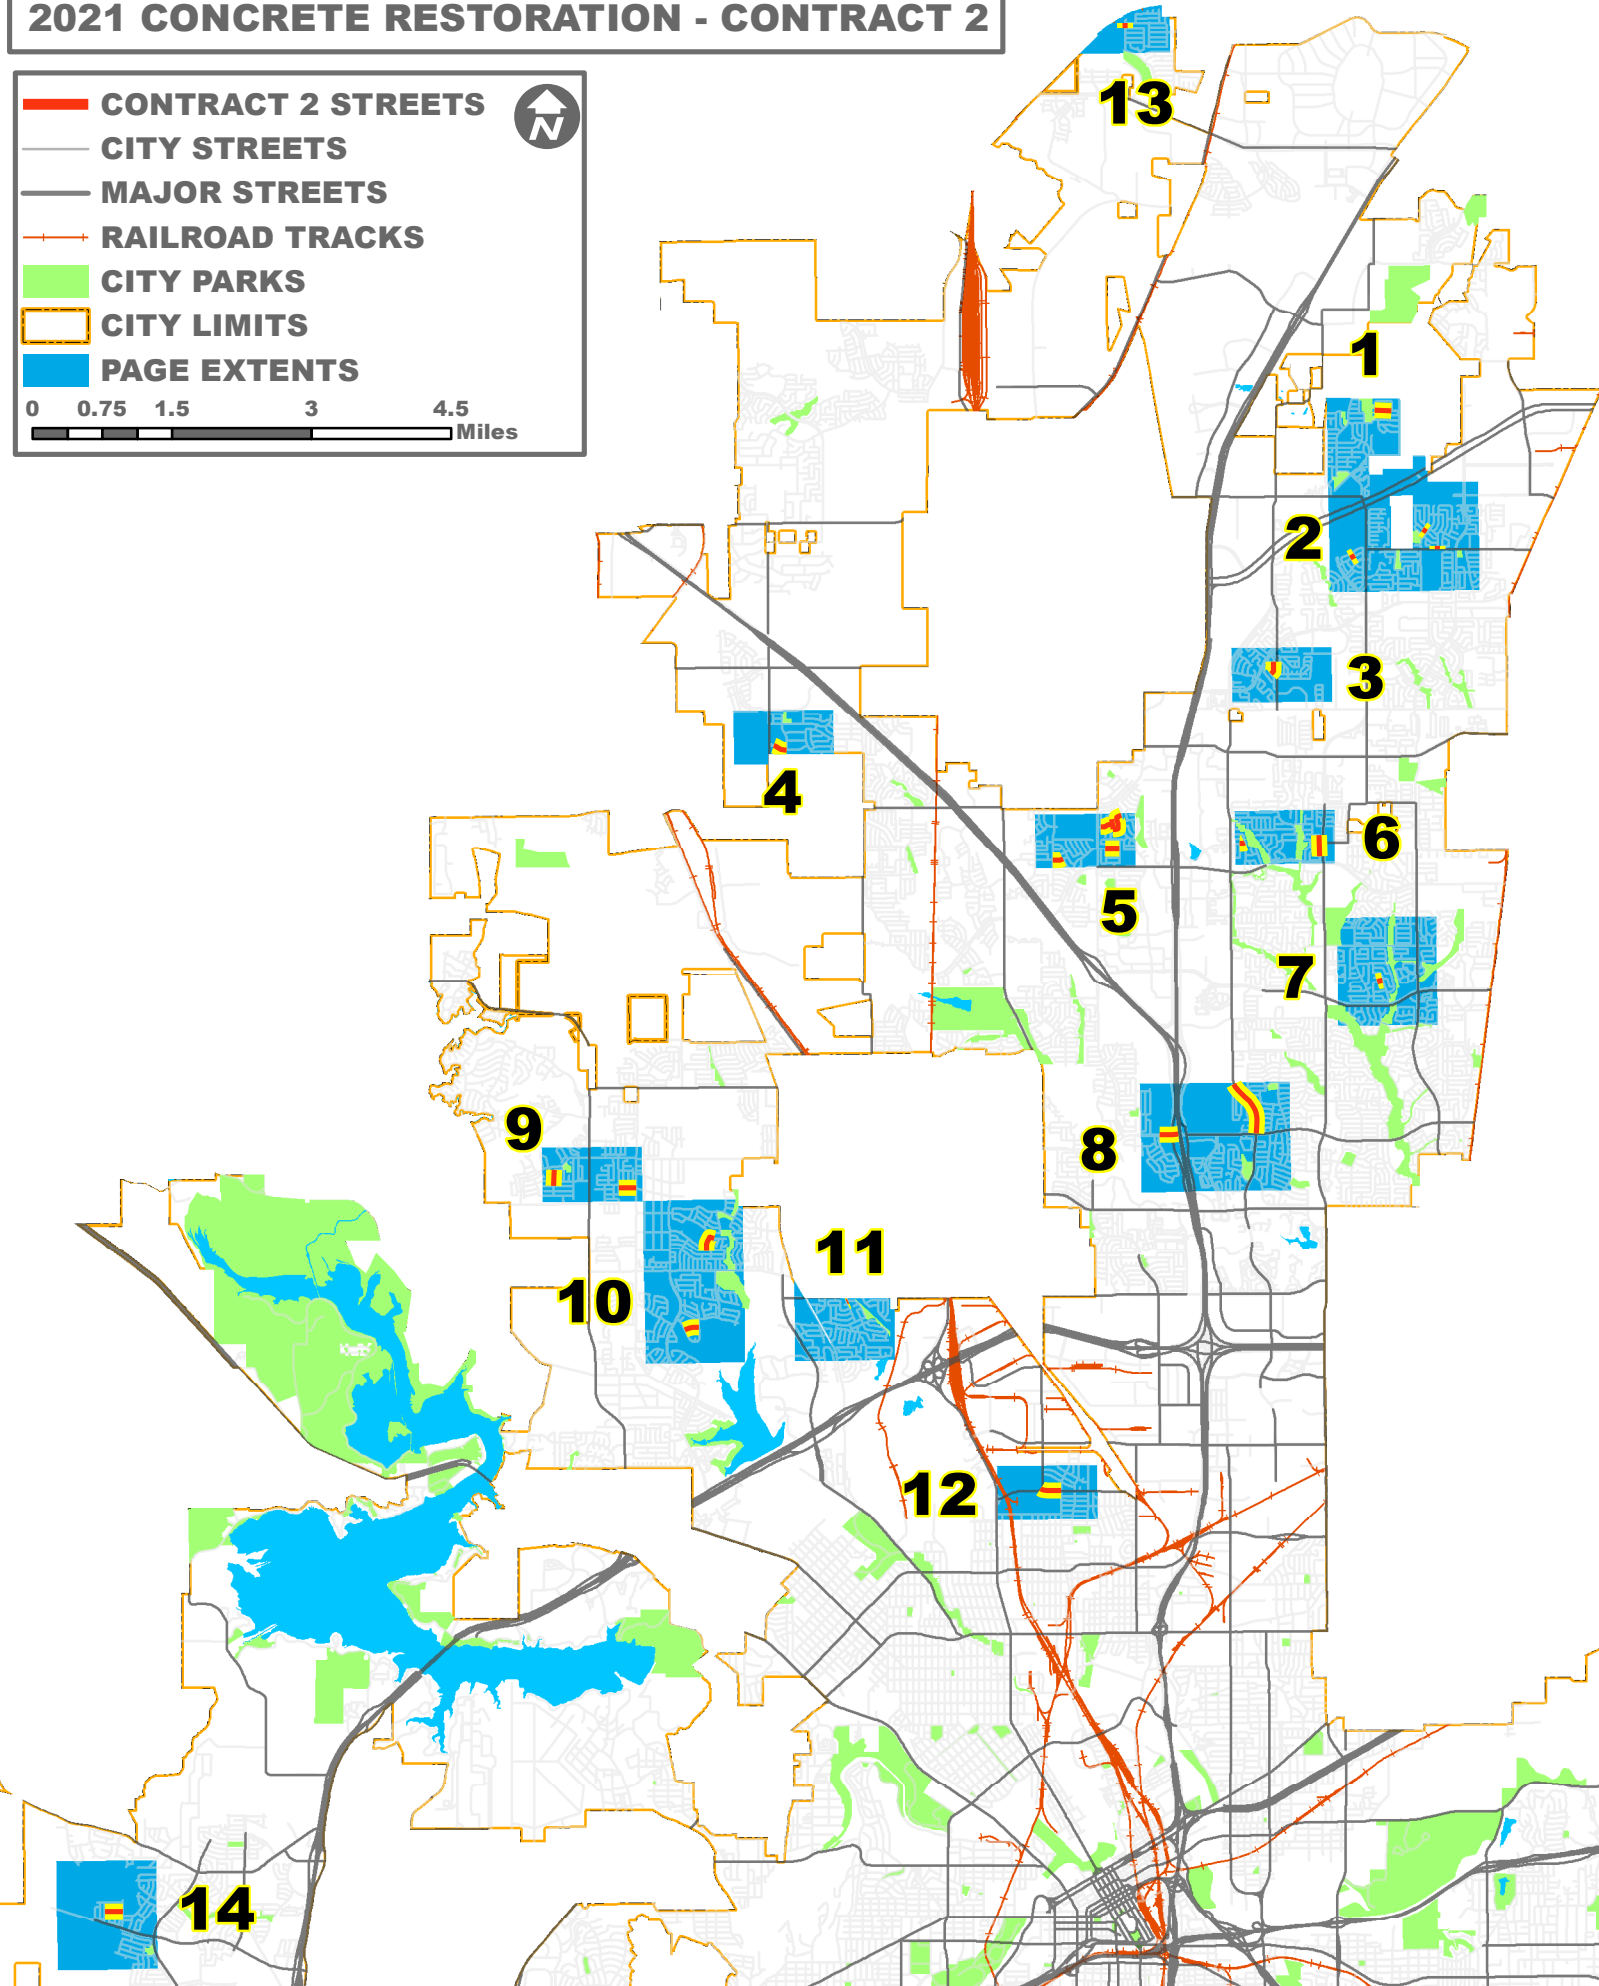 2021 CONCRETE RESTORATION - CONTRACT 2
CONTRACT 2 STREETS
N
CITY STREETS
MAJOR STREETS
RAILROAD TRACKS
CITY PARKS
CITY LIMITS
PAGE EXTENTS
0 0.75 1.5 3 4.5
Miles
13
1
2
3
4
6
5
7
9
8
11
10
12
14